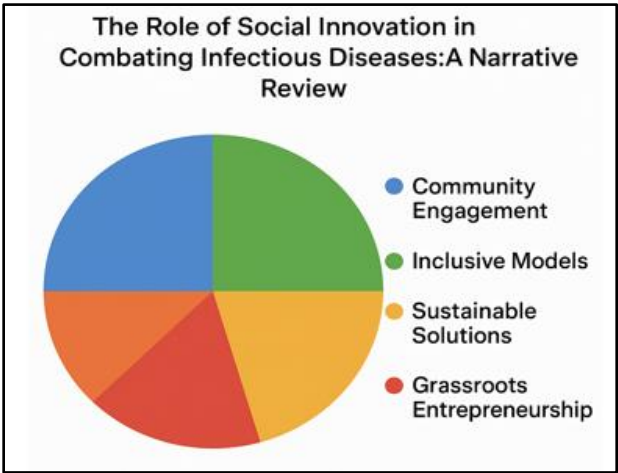 The Role of Social Innovation in
Combating Infectious Diseases:A Narrative
Review
Community
Engagement
Inclusive Models
Sustainable
Solutions
Grassroots
Entrepreneurship